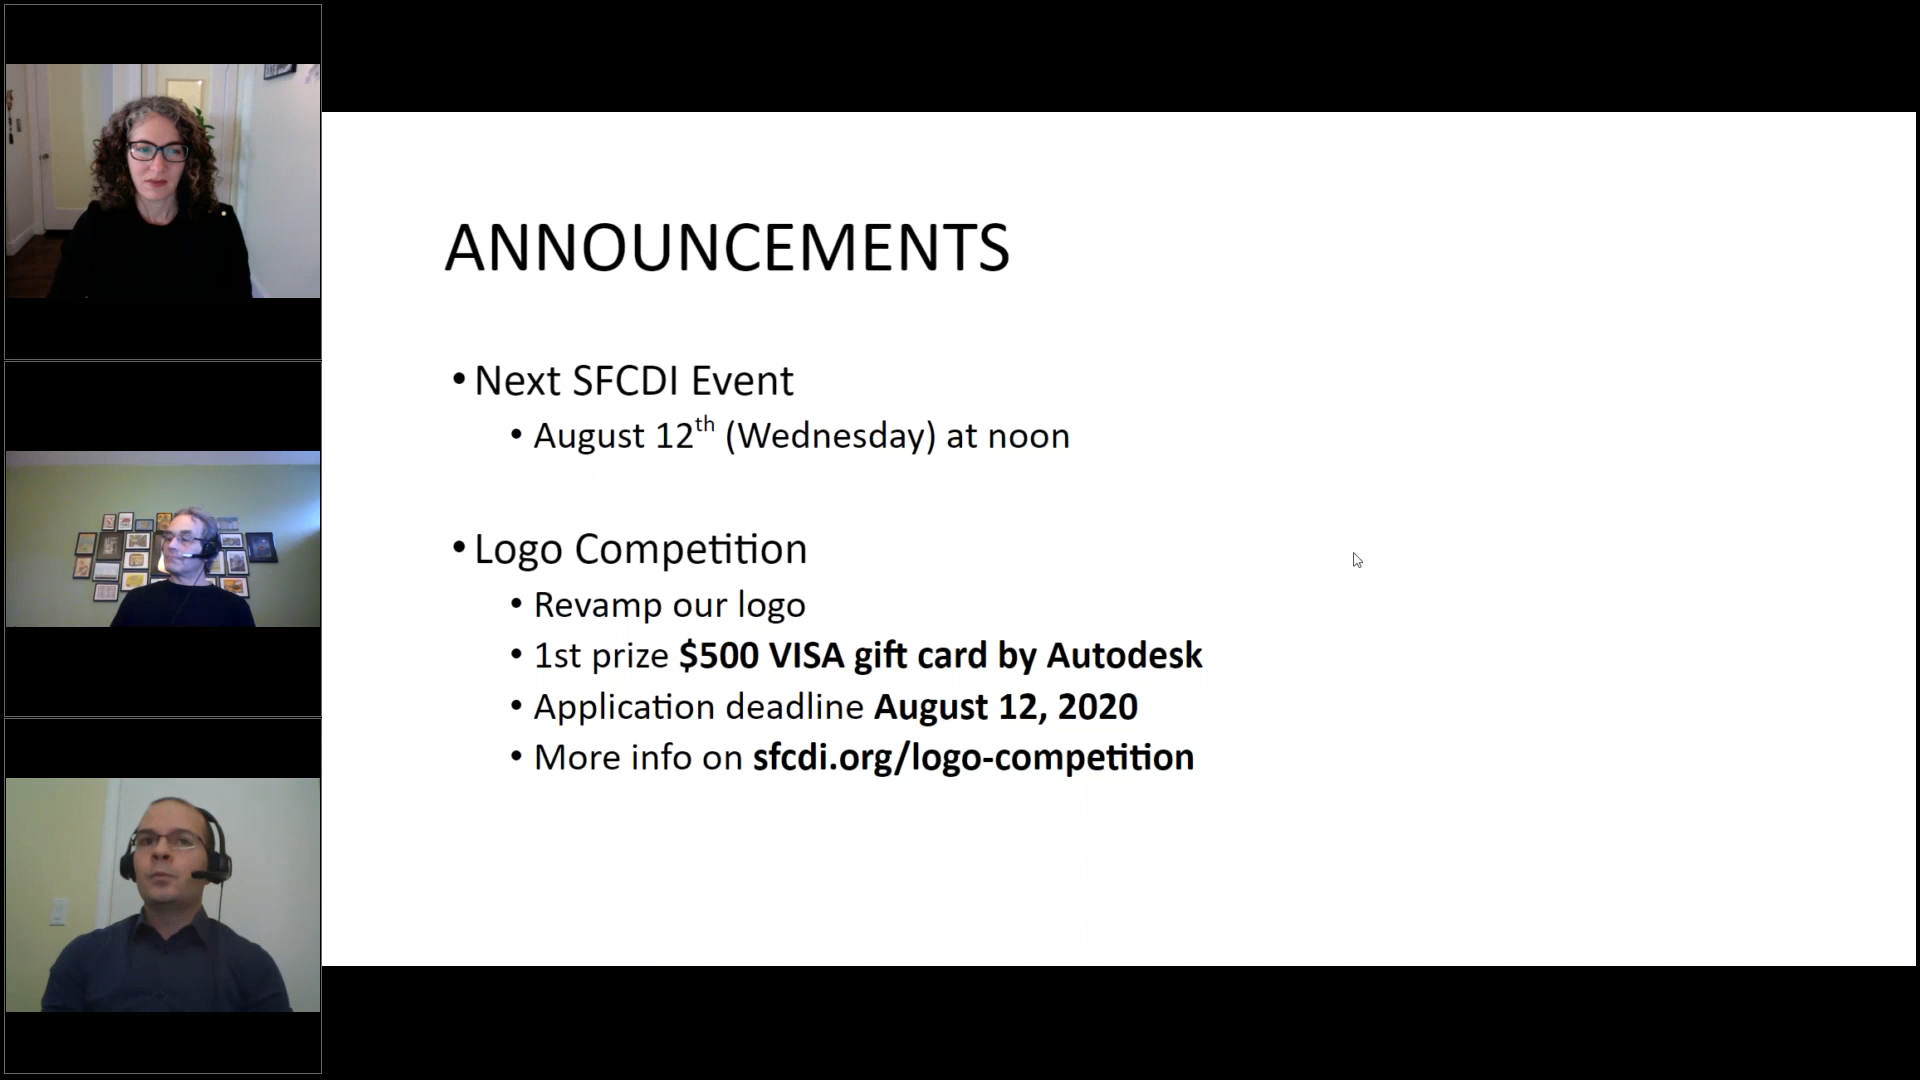 ANNOUNCEMENTS
• Next SFCDI Event
• August 12th (Wednesday) at noon
• Logo Competition
• Revamp our logo
• 1st prize $500 VISA gift card by Autodesk
• Application deadline August 12, 2020
• More info on sfcdi.org/logo-competition